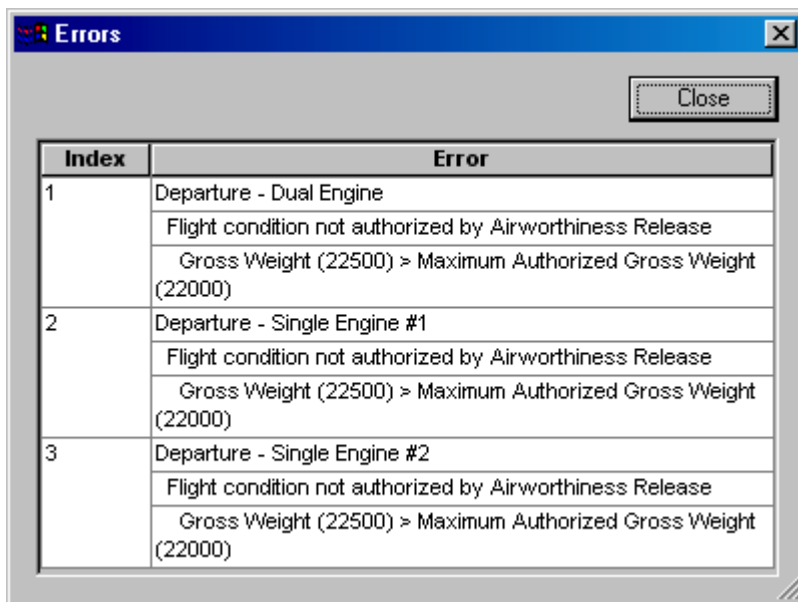 Errors
Close
Index Error
1 Departure - Dual Engine
Flight condition not authorized by Airworthiness Release
Gross Weight (22500) > Maximum Authorized Gross Weight
(22000)
2 Departure - Single Engine #1
Flight condition not authorized by Airworthiness Release
Gross Weight (22500) > Maximum Authorized Gross Weight
(22000)
3 Departure - Single Engine #2
Flight condition not authorized by Airworthiness Release
Gross Weight (22500) > Maximum Authorized Gross Weight
(22000)